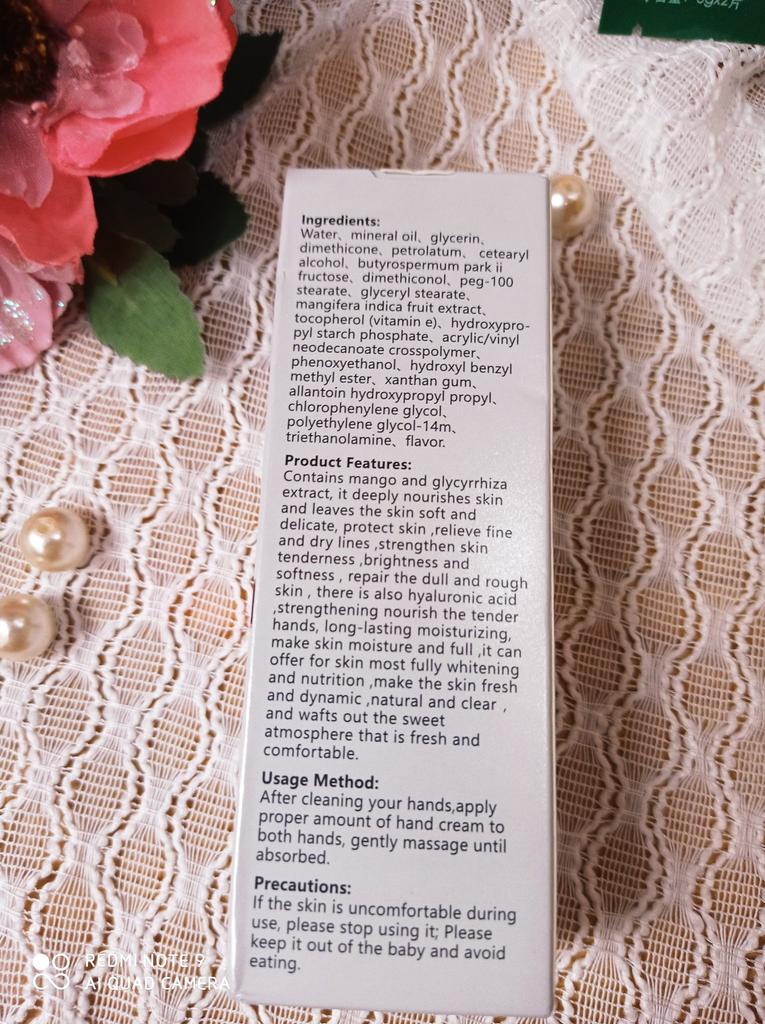 Ingredients:
Water、mineral oil、glycerin、
dimethicone、petrolatum、cetearyl
alcohol、butyrospermum park ii
fructose、dimethiconol、peg-100
stearate、glyceryl stearate、
mangifera indica fruit extract、
tocopherol (vitamin e)、hydroxypro-
pyl starch phosphate、acrylic/vinyl
neodecanoate crosspolymer、
phenoxyethanol、hydroxyl benzyl
methyl ester、xanthan gum、
allantoin hydroxypropyl propyl、
chlorophenylene glycol、
polyethylene glycol-14m、
triethanolamine、flavor.
Product Features:
Contains mango and glycyrrhiza
extract, it deeply nourishes skin
and leaves the skin soft and
delicate, protect skin ,relieve fine
and dry lines ,strengthen skin
tenderness ,brightness and
softness , repair the dull and rough
skin , there is also hyaluronic acid
,strengthening nourish the tender
hands, long-lasting moisturizing,
make skin moisture and full ,it can
offer for skin most fully whitening
and nutrition ,make the skin fresh
and dynamic ,natural and clear ,
and wafts out the sweet
atmosphere that is fresh and
comfortable.
Usage Method:
After cleaning your hands,apply
proper amount of hand cream to
both hands, gently massage until
absorbed.
Precautions:
If the skin is uncomfortable during
use, please stop using it; Please
keep it out of the baby and avoid
eating.
REDMI NOTE 9
AI QUAD CAMERA